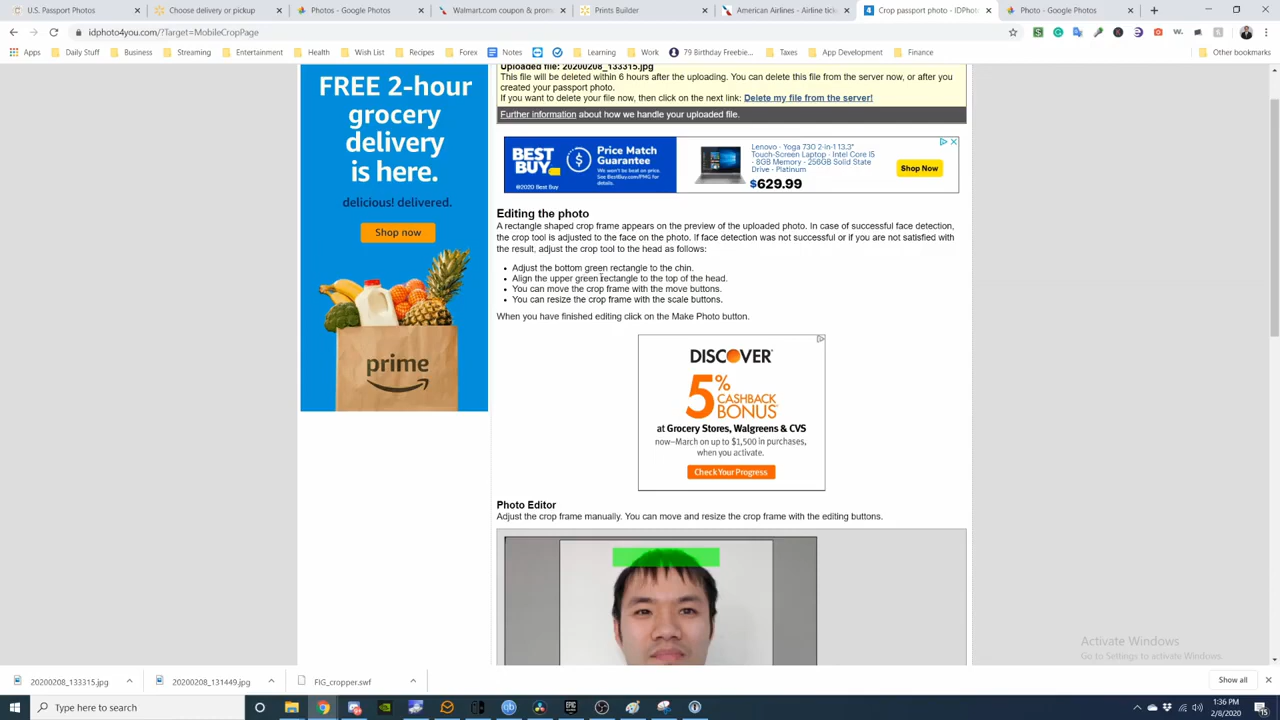 U.S. Passport Photos
Choose delivery or pickup
Photos - Google Photos
Walmart.com coupon & promo
Prints Builder
American Airlines - Airline ticke
Crop passport photo - IDPhoto
Photo - Google Photos
idphoto4you.com/?Target=MobileCropPage
Apps
Daily Stuff
Business
Streaming
Entertainment
Health
Wish List
Recipes
Forex
Notes
Learning
Work
79 Birthday Freebie...
Taxes
App Development
Finance
Other bookmarks
Uploaded file: 20200208_133315.jpg
This file will be deleted within 6 hours after the uploading. You can delete this file from the server now, or after you
created your passport photo.
If you want to delete your file now, then click on the next link: Delete my file from the server!
Further information about how we handle your uploaded file.
FREE 2-hour
grocery
delivery
is here.
delicious! delivered.
Shop now
prime
BEST
BUY
$
Price Match
Guarantee
We won't be beat on price.
See BestBuy.com/PMG for
details.
©2020 Best Buy
Lenovo - Yoga 730 2-in-1 13.3"
Touch-Screen Laptop - Intel Core I5
- 8GB Memory - 256GB Solid State
Drive - Platinum
$629.99
Shop Now
Editing the photo
A rectangle shaped crop frame appears on the preview of the uploaded photo. In case of successful face detection,
the crop tool is adjusted to the face on the photo. If face detection was not successful or if you are not satisfied with
the result, adjust the crop tool to the head as follows:
• Adjust the bottom green rectangle to the chin.
• Align the upper green rectangle to the top of the head.
• You can move the crop frame with the move buttons.
• You can resize the crop frame with the scale buttons.
When you have finished editing click on the Make Photo button.
DISCOVER
5%
CASHBACK
BONUS
at Grocery Stores, Walgreens & CVS
now–March on up to $1,500 in purchases,
when you activate.
Check Your Progress
Photo Editor
Adjust the crop frame manually. You can move and resize the crop frame with the editing buttons.
Activate Windows
Go to Settings to activate Windows.
20200208_133315.jpg
20200208_131449.jpg
FIG_cropper.swf
Show all
Type here to search
1:36 PM
2/8/2020
15